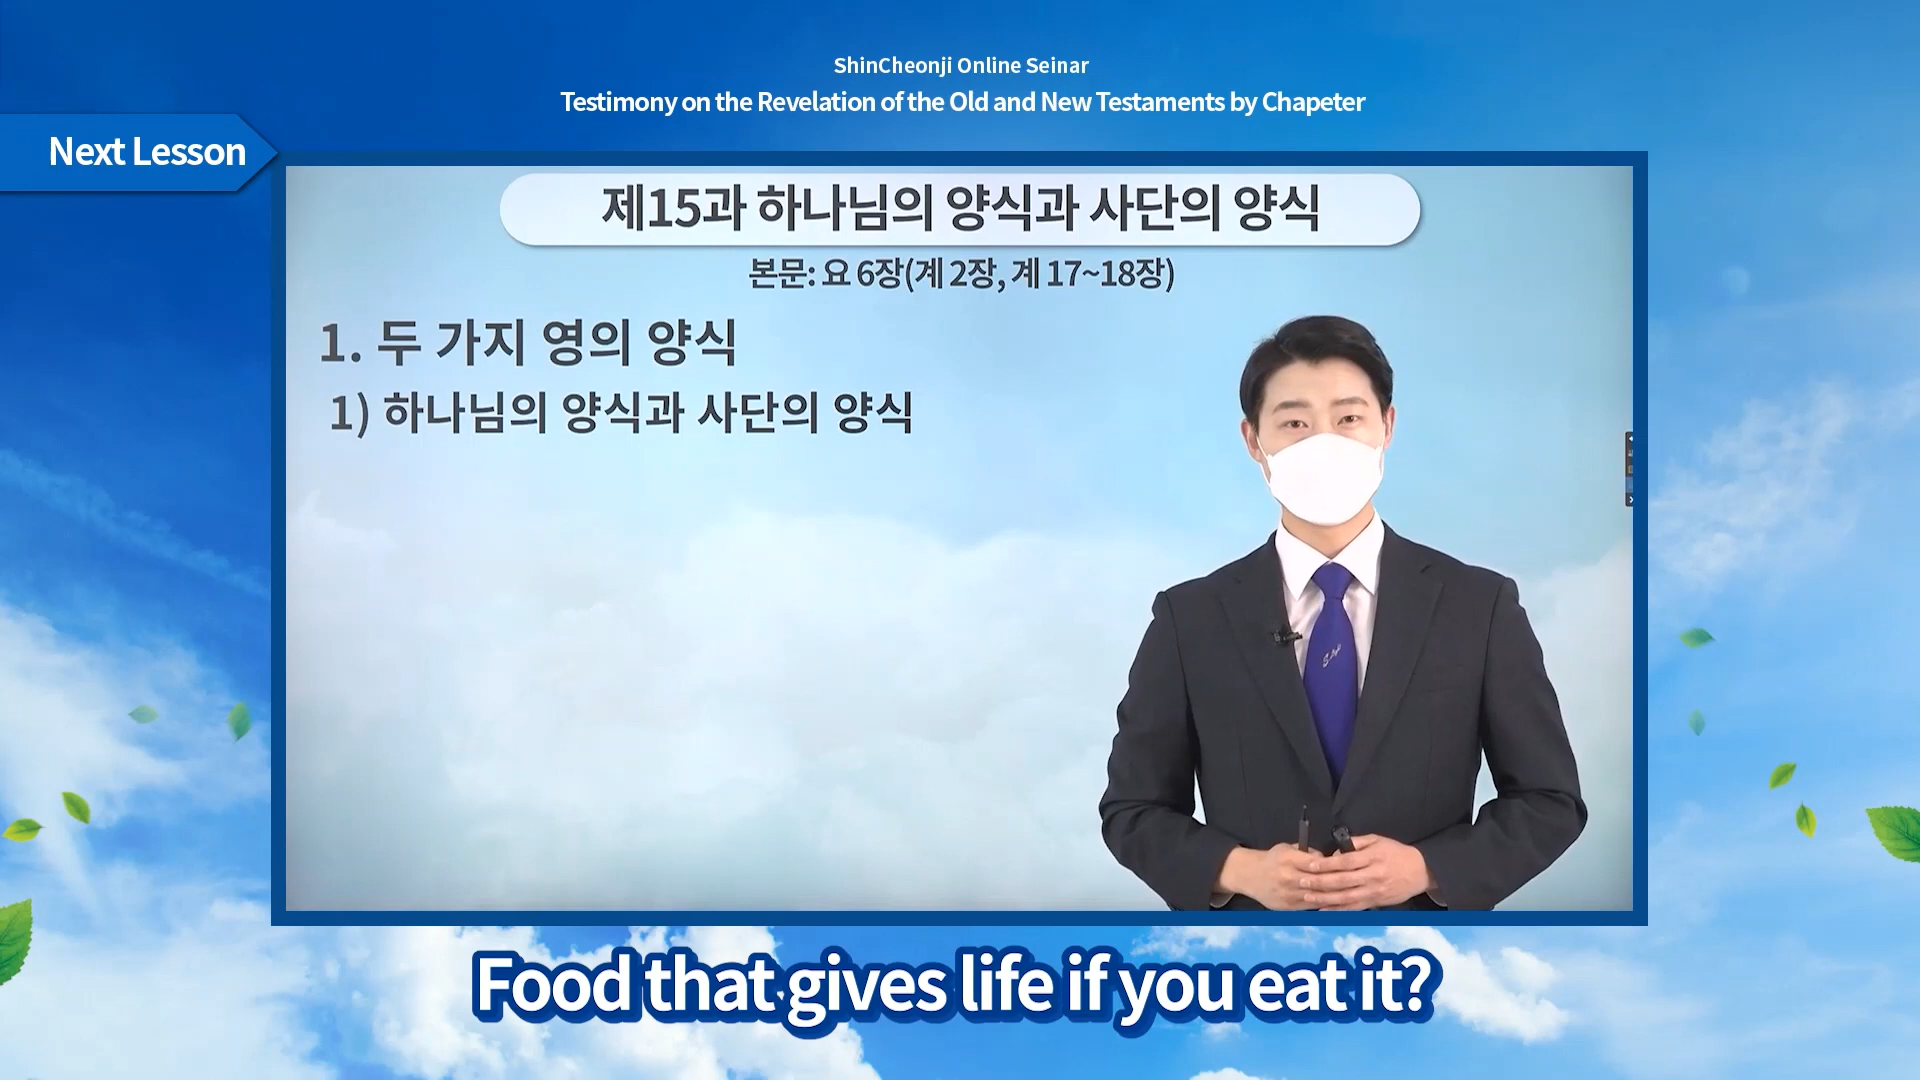 ShinCheonji Online Seinar
Testimony on the Revelation of the Old and New Testaments by Chapeter
Next Lesson
제15과 하나님의 양식과 사단의 양식
본문: 요 6장(계 2장, 계 17~18장)
1. 두 가지 영의 양식
1) 하나님의 양식과 사단의 양식
Food that gives life if you eat it?